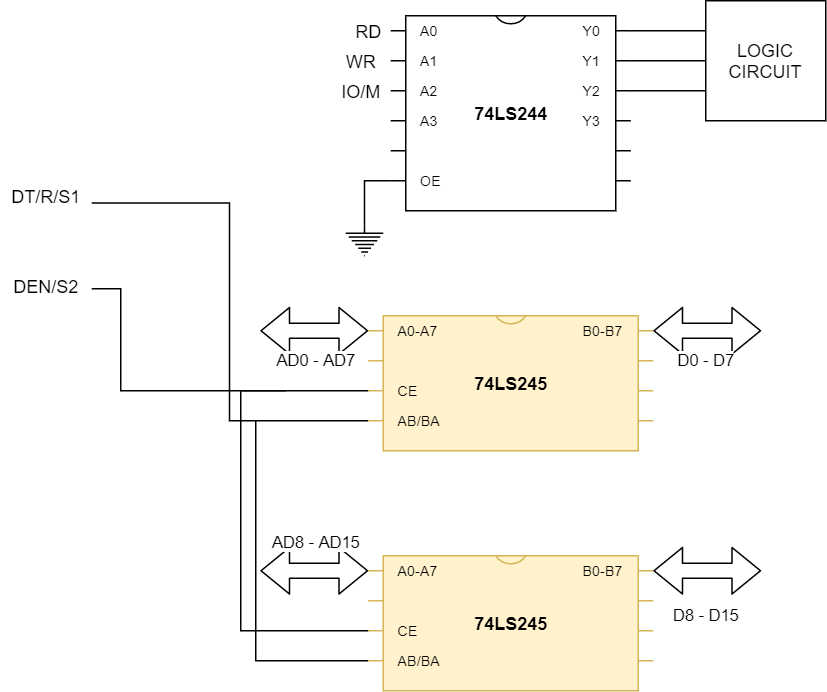 RD
A0
Y0
WR
A1
Y1
IO/M
A2
Y2
A3
Y3
74LS244
OE
LOGIC
CIRCUIT
DT/R/S1
DEN/S2
A0-A7
B0-B7
AD0 - AD7
D0 - D7
74LS245
CE
AB/BA
AD8 - AD15
A0-A7
B0-B7
D8 - D15
74LS245
CE
AB/BA